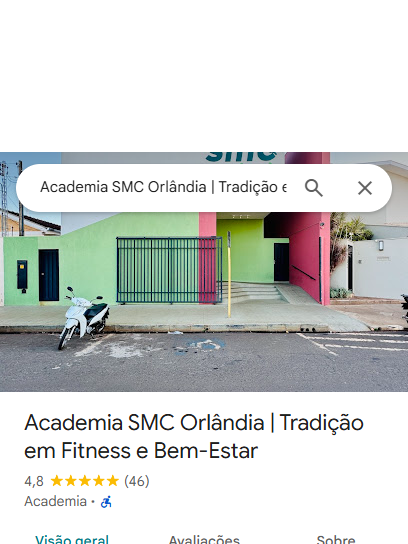 smc
Academia SMC Orlândia | Tradição e
Academia SMC Orlândia | Tradição
em Fitness e Bem-Estar
4,8 (46)
Academia ·
Visão geral Avaliações Sobre